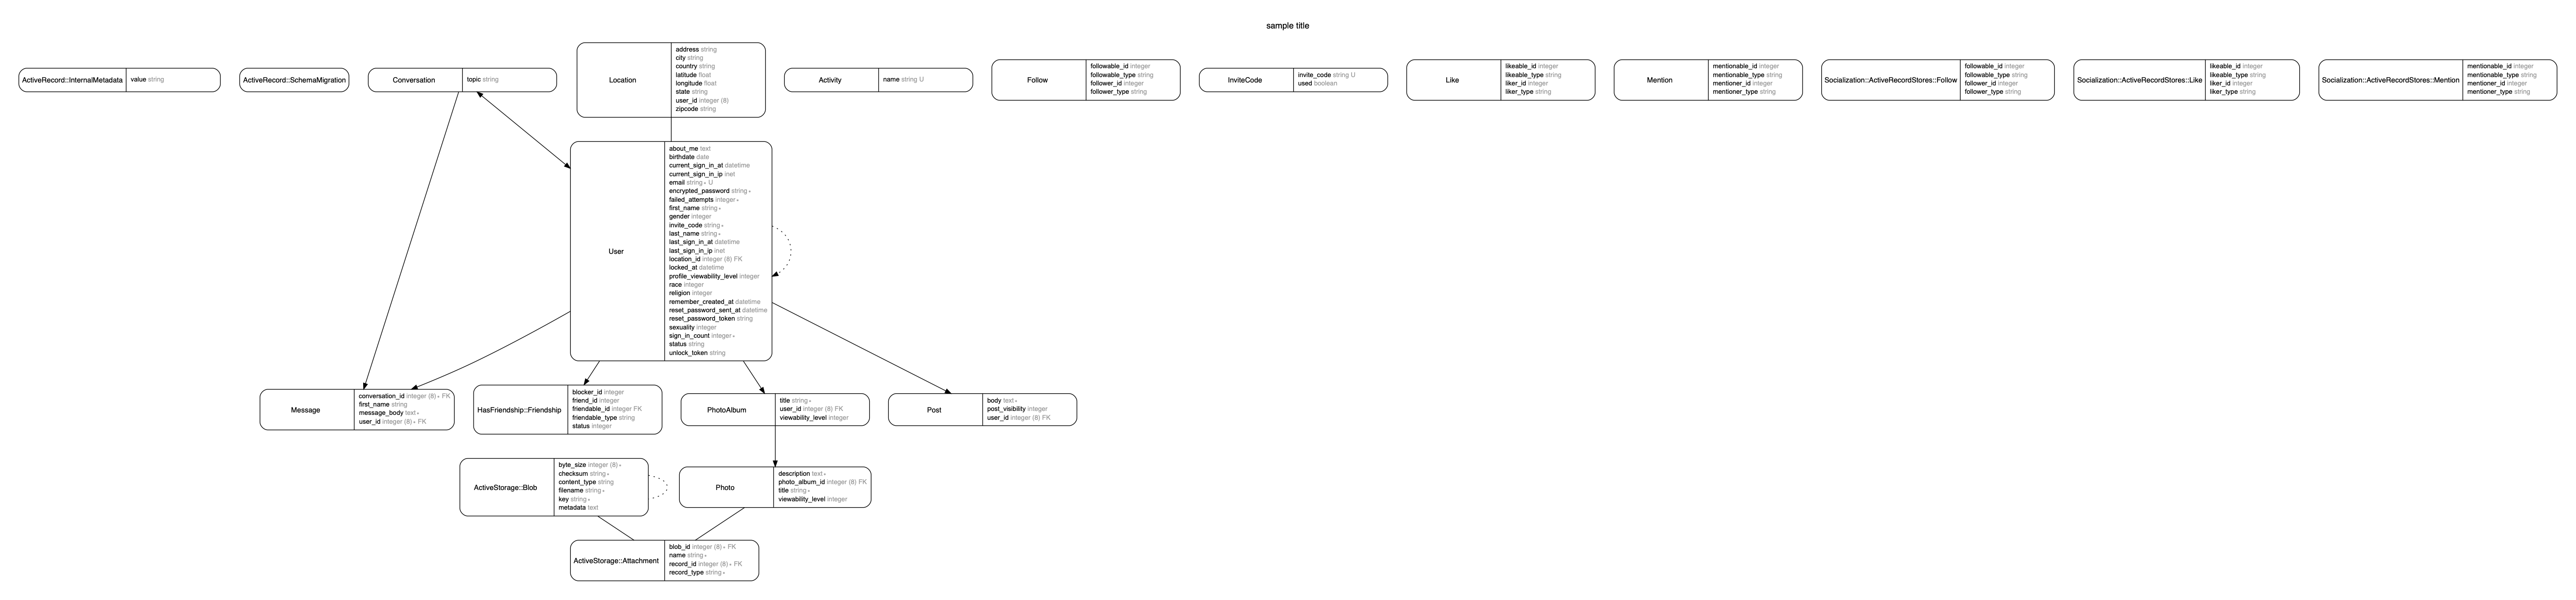 sample title
ActiveRecord::InternalMetadata
value string
ActiveRecord::SchemaMigration
Conversation
topic string
Location
address string
city string
country string
latitude float
longitude float
state string
user_id integer (8)
zipcode string
Activity
name string U
Follow
followable_id integer
followable_type string
follower_id integer
follower_type string
InviteCode
invite_code string U
used boolean
Like
likeable_id integer
likeable_type string
liker_id integer
liker_type string
Mention
mentionable_id integer
mentionable_type string
mentioner_id integer
mentioner_type string
Socialization::ActiveRecordStores::Follow
followable_id integer
followable_type string
follower_id integer
follower_type string
Socialization::ActiveRecordStores::Like
likeable_id integer
likeable_type string
liker_id integer
liker_type string
Socialization::ActiveRecordStores::Mention
mentionable_id integer
mentionable_type string
mentioner_id integer
mentioner_type string
User
about_me text
birthdate date
current_sign_in_at datetime
current_sign_in_ip inet
email string * U
encrypted_password string *
failed_attempts integer *
first_name string *
gender integer
invite_code string *
last_name string *
last_sign_in_at datetime
last_sign_in_ip inet
location_id integer (8) FK
locked_at datetime
profile_viewability_level integer
race integer
religion integer
remember_created_at datetime
reset_password_sent_at datetime
reset_password_token string
sexuality integer
sign_in_count integer *
status string
unlock_token string
Message
conversation_id integer (8) * FK
first_name string
message_body text *
user_id integer (8) * FK
HasFriendship::Friendship
blocker_id integer
friend_id integer
friendable_id integer FK
friendable_type string
status integer
PhotoAlbum
title string *
user_id integer (8) FK
viewability_level integer
Post
body text *
post_visibility integer
user_id integer (8) FK
ActiveStorage::Blob
byte_size integer (8) *
checksum string *
content_type string
filename string *
key string *
metadata text
Photo
description text *
photo_album_id integer (8) FK
title string *
viewability_level integer
ActiveStorage::Attachment
blob_id integer (8) * FK
name string *
record_id integer (8) * FK
record_type string *